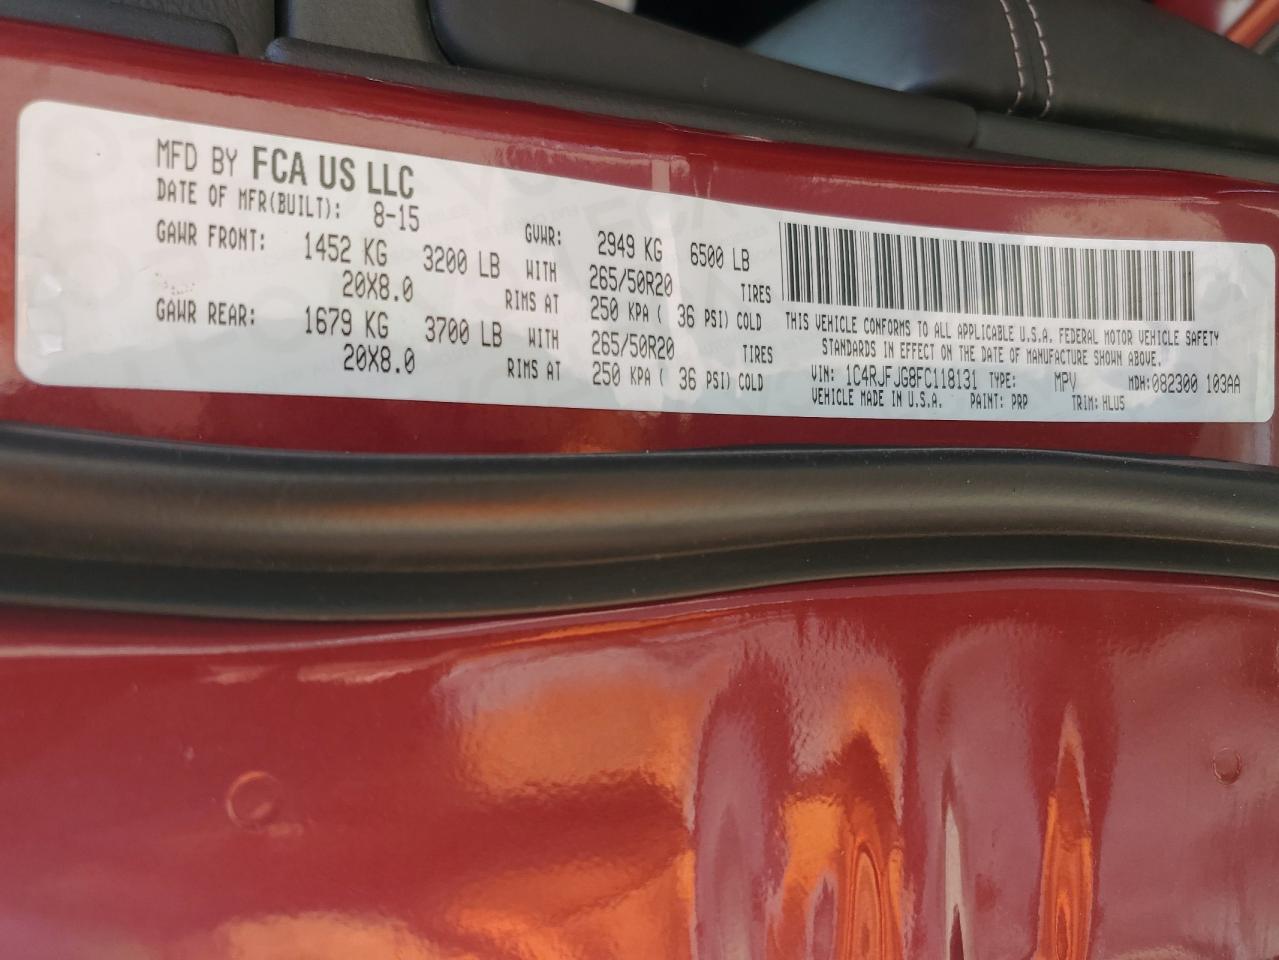 MFD BY FCA US LLC
DATE OF MFR(BUILT): 8-15
GVWR: 2949 KG 6500 LB
GAWR FRONT: 1452 KG 3200 LB WITH 265/50R20 TIRES
20X8.0 RIMS AT 250 KPA ( 36 PSI) COLD
GAWR REAR: 1679 KG 3700 LB WITH 265/50R20 TIRES
20X8.0 RIMS AT 250 KPA ( 36 PSI) COLD
THIS VEHICLE CONFORMS TO ALL APPLICABLE U.S.A. FEDERAL MOTOR VEHICLE SAFETY
STANDARDS IN EFFECT ON THE DATE OF MANUFACTURE SHOWN ABOVE.
VIN: 1C4RJFJG8FC118131 TYPE: MPV MDH:082300 103AA
VEHICLE MADE IN U.S.A. PAINT: PRP TRIM: HLU5